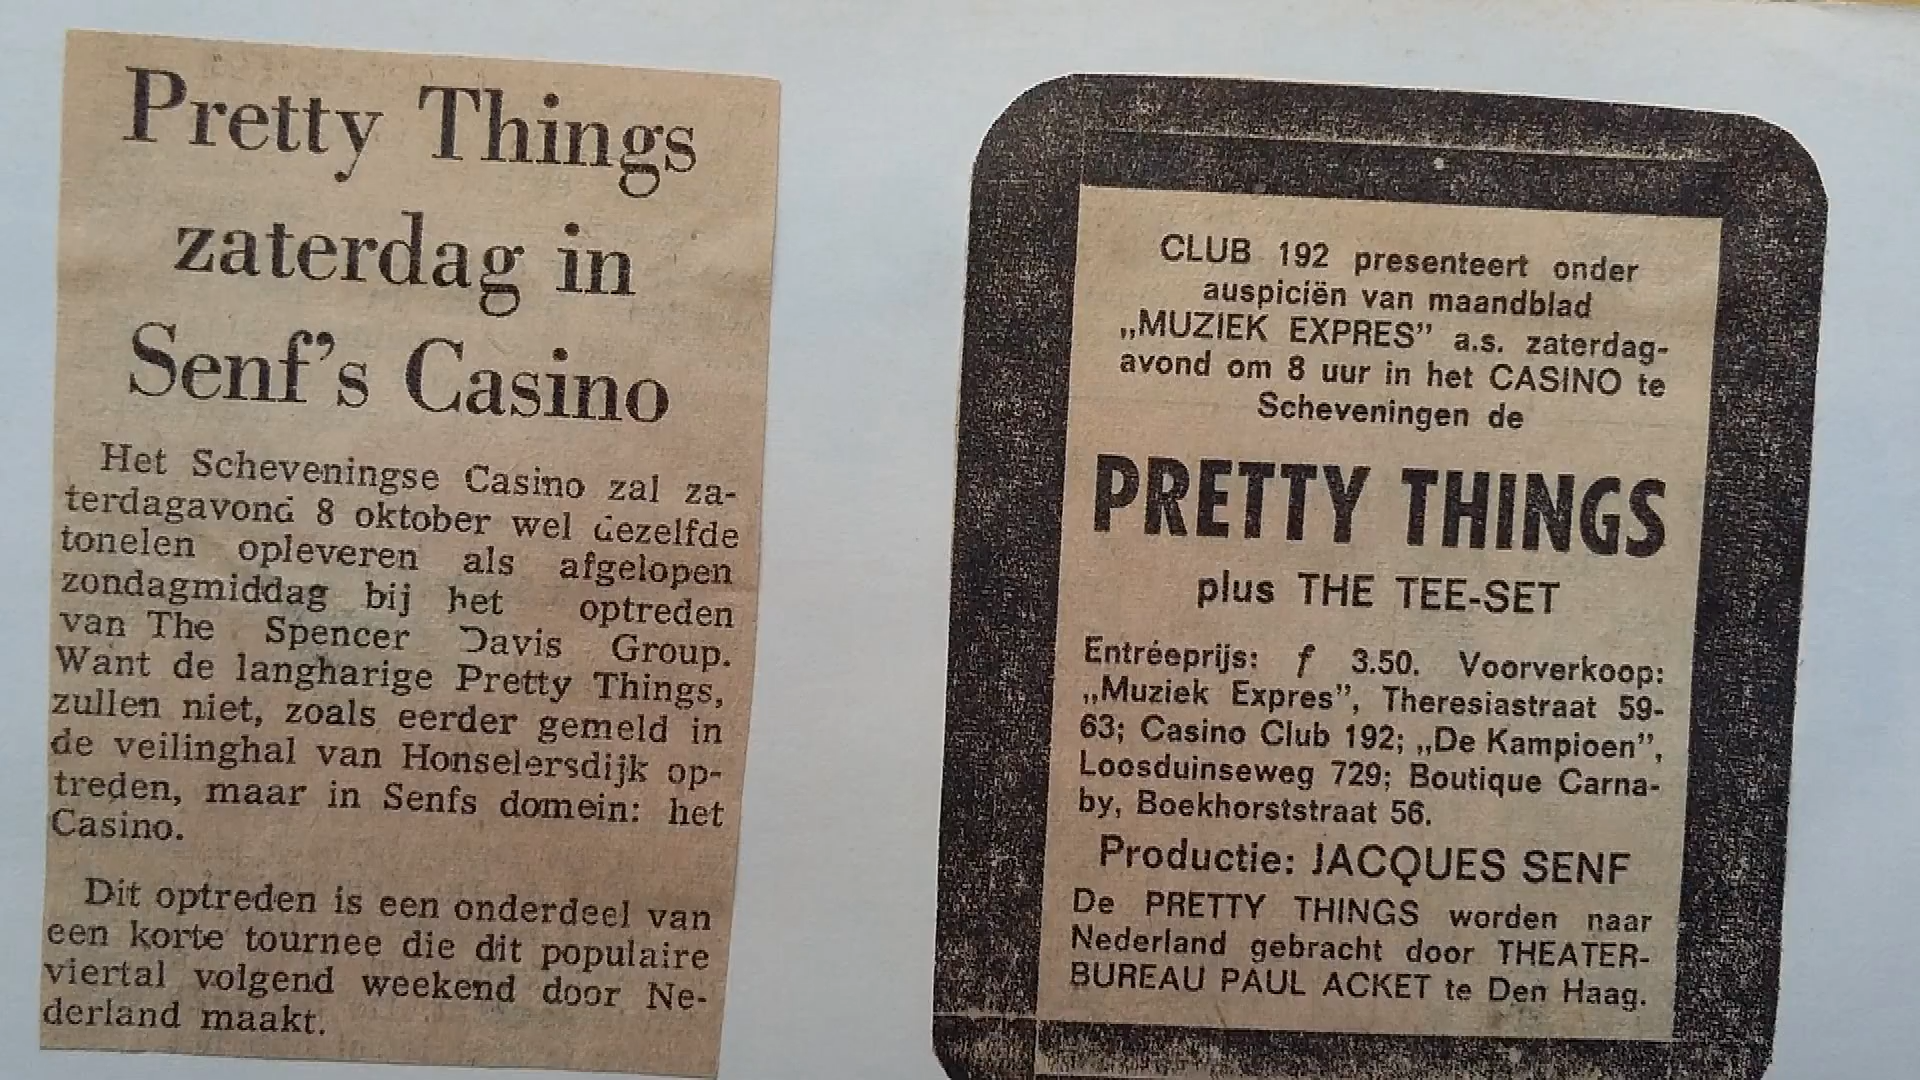 Pretty Things
zaterdag in
Senf's Casino
Het Scheveningse Casino zal za-
terdagavond 8 oktober wel dezelfde
tonelen opleveren als afgelopen
zondagmiddag bij het optreden
van The Spencer Davis Group.
Want de langharige Pretty Things,
zullen niet, zoals eerder gemeld in
de veilinghal van Honselersdijk op-
treden, maar in Senfs domein: het
Casino.
Dit optreden is een onderdeel van
een korte tournee die dit populaire
viertal volgend weekend door Ne-
derland maakt.
CLUB 192 presenteert onder
auspiciën van maandblad
„MUZIEK EXPRES” a.s. zaterdag-
avond om 8 uur in het CASINO te
Scheveningen de
PRETTY THINGS
plus THE TEE-SET
Entréeprijs: f 3.50. Voorverkoop:
„Muziek Expres”, Theresiastraat 59-
63; Casino Club 192; „De Kampioen”,
Loosduinseweg 729; Boutique Carna-
by, Boekhorststraat 56.
Productie: JACQUES SENF
De PRETTY THINGS worden naar
Nederland gebracht door THEATER-
BUREAU PAUL ACKET te Den Haag.